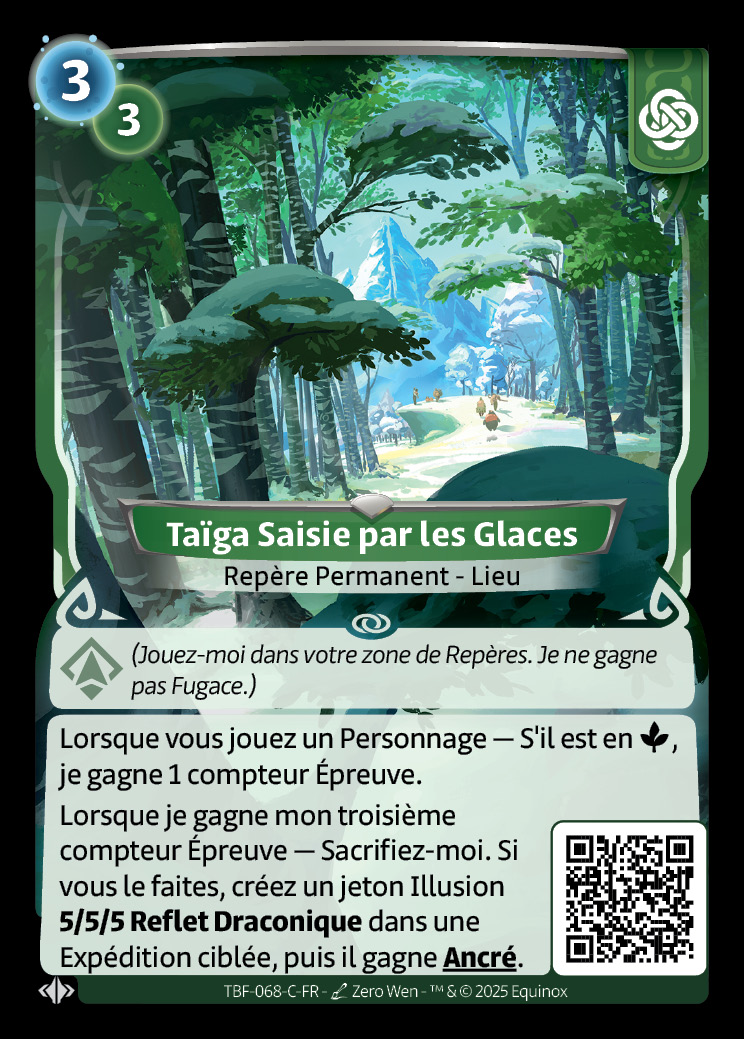 3
3
Taïga Saisie par les Glaces
Repère Permanent - Lieu
(Jouez-moi dans votre zone de Repères. Je ne gagne
pas Fugace.)
Lorsque vous jouez un Personnage — S'il est en ,
je gagne 1 compteur Épreuve.
Lorsque je gagne mon troisième
compteur Épreuve — Sacrifiez-moi. Si
vous le faites, créez un jeton Illusion
5/5/5 Reflet Draconique dans une
Expédition ciblée, puis il gagne Ancré.
TBF-068-C-FR - Zero Wen - ™ & © 2025 Equinox